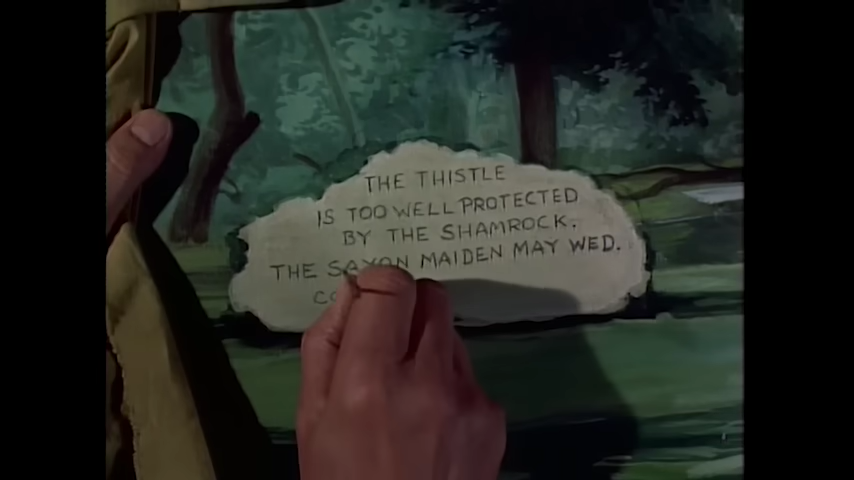 THE THISTLE
IS TOO WELL PROTECTED
BY THE SHAMROCK.
THE SAXON MAIDEN MAY WED.